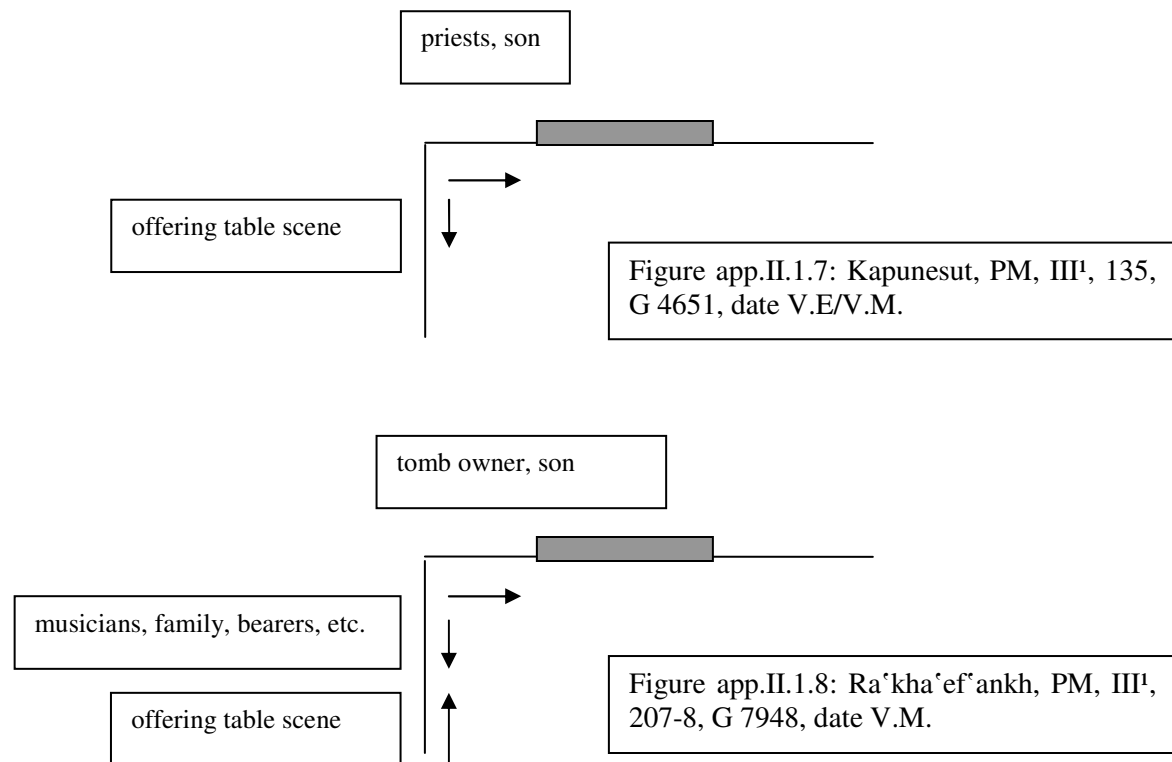 priests, son
offering table scene
Figure app.II.1.7: Kapunesut, PM, III¹, 135,
G 4651, date V.E/V.M.
tomb owner, son
musicians, family, bearers, etc.
offering table scene
Figure app.II.1.8: Raʿkhaʿefʿankh, PM, III¹,
207-8, G 7948, date V.M.